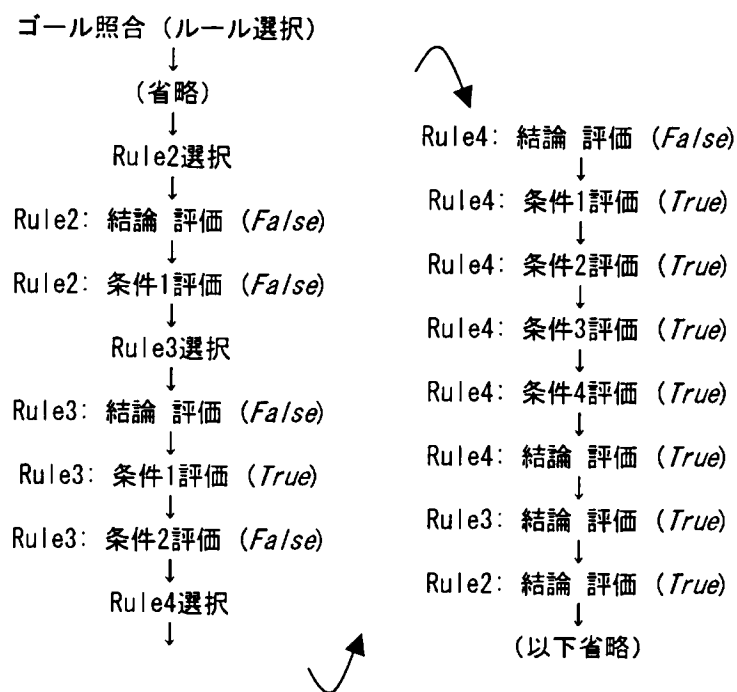 ゴール照合 (ルール選択)
↓
(省略)
↓
Rule2選択
↓
Rule2: 結論 評価 (False)
↓
Rule2: 条件1評価 (False)
↓
Rule3選択
↓
Rule3: 結論 評価 (False)
↓
Rule3: 条件1評価 (True)
↓
Rule3: 条件2評価 (False)
↓
Rule4選択
↓
Rule4: 結論 評価 (False)
↓
Rule4: 条件1評価 (True)
↓
Rule4: 条件2評価 (True)
↓
Rule4: 条件3評価 (True)
↓
Rule4: 条件4評価 (True)
↓
Rule4: 結論 評価 (True)
↓
Rule3: 結論 評価 (True)
↓
Rule2: 結論 評価 (True)
↓
(以下省略)